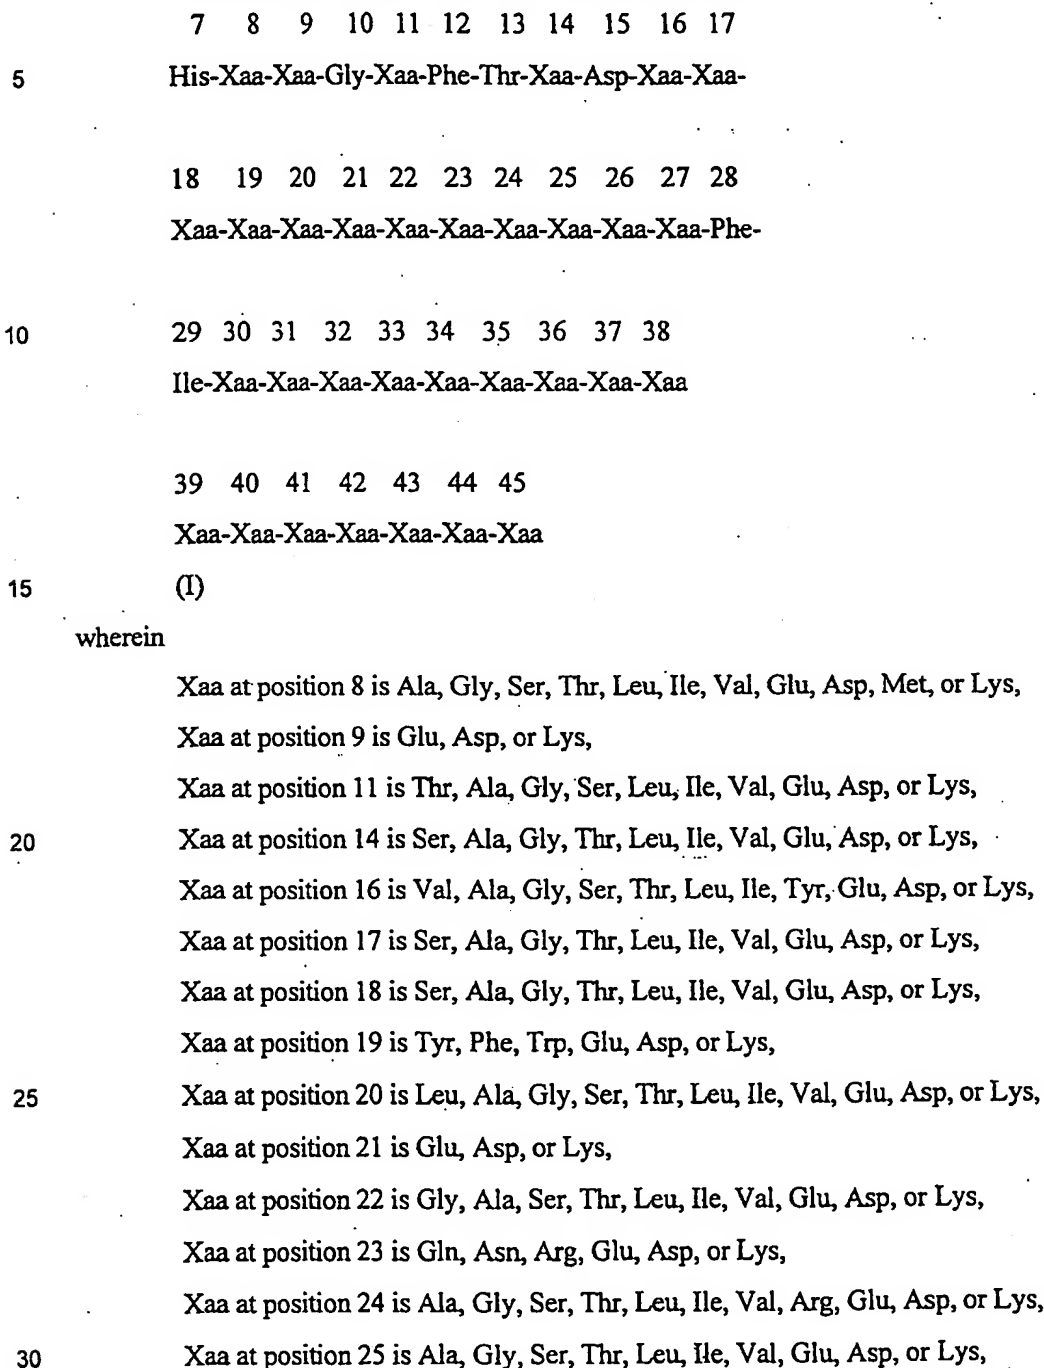 7 8 9 10 11 12 13 14 15 16 17
5 His-Xaa-Xaa-Gly-Xaa-Phe-Thr-Xaa-Asp-Xaa-Xaa-
18 19 20 21 22 23 24 25 26 27 28
Xaa-Xaa-Xaa-Xaa-Xaa-Xaa-Xaa-Xaa-Xaa-Xaa-Phe-
10 29 30 31 32 33 34 35 36 37 38
Ile-Xaa-Xaa-Xaa-Xaa-Xaa-Xaa-Xaa-Xaa-Xaa
39 40 41 42 43 44 45
Xaa-Xaa-Xaa-Xaa-Xaa-Xaa-Xaa
15 (I)
wherein
Xaa at position 8 is Ala, Gly, Ser, Thr, Leu, Ile, Val, Glu, Asp, Met, or Lys,
Xaa at position 9 is Glu, Asp, or Lys,
Xaa at position 11 is Thr, Ala, Gly, Ser, Leu, Ile, Val, Glu, Asp, or Lys,
20 Xaa at position 14 is Ser, Ala, Gly, Thr, Leu, Ile, Val, Glu, Asp, or Lys,
Xaa at position 16 is Val, Ala, Gly, Ser, Thr, Leu, Ile, Tyr, Glu, Asp, or Lys,
Xaa at position 17 is Ser, Ala, Gly, Thr, Leu, Ile, Val, Glu, Asp, or Lys,
Xaa at position 18 is Ser, Ala, Gly, Thr, Leu, Ile, Val, Glu, Asp, or Lys,
Xaa at position 19 is Tyr, Phe, Trp, Glu, Asp, or Lys,
25 Xaa at position 20 is Leu, Ala, Gly, Ser, Thr, Leu, Ile, Val, Glu, Asp, or Lys,
Xaa at position 21 is Glu, Asp, or Lys,
Xaa at position 22 is Gly, Ala, Ser, Thr, Leu, Ile, Val, Glu, Asp, or Lys,
Xaa at position 23 is Gln, Asn, Arg, Glu, Asp, or Lys,
Xaa at position 24 is Ala, Gly, Ser, Thr, Leu, Ile, Val, Arg, Glu, Asp, or Lys,
30 Xaa at position 25 is Ala, Gly, Ser, Thr, Leu, Ile, Val, Glu, Asp, or Lys,